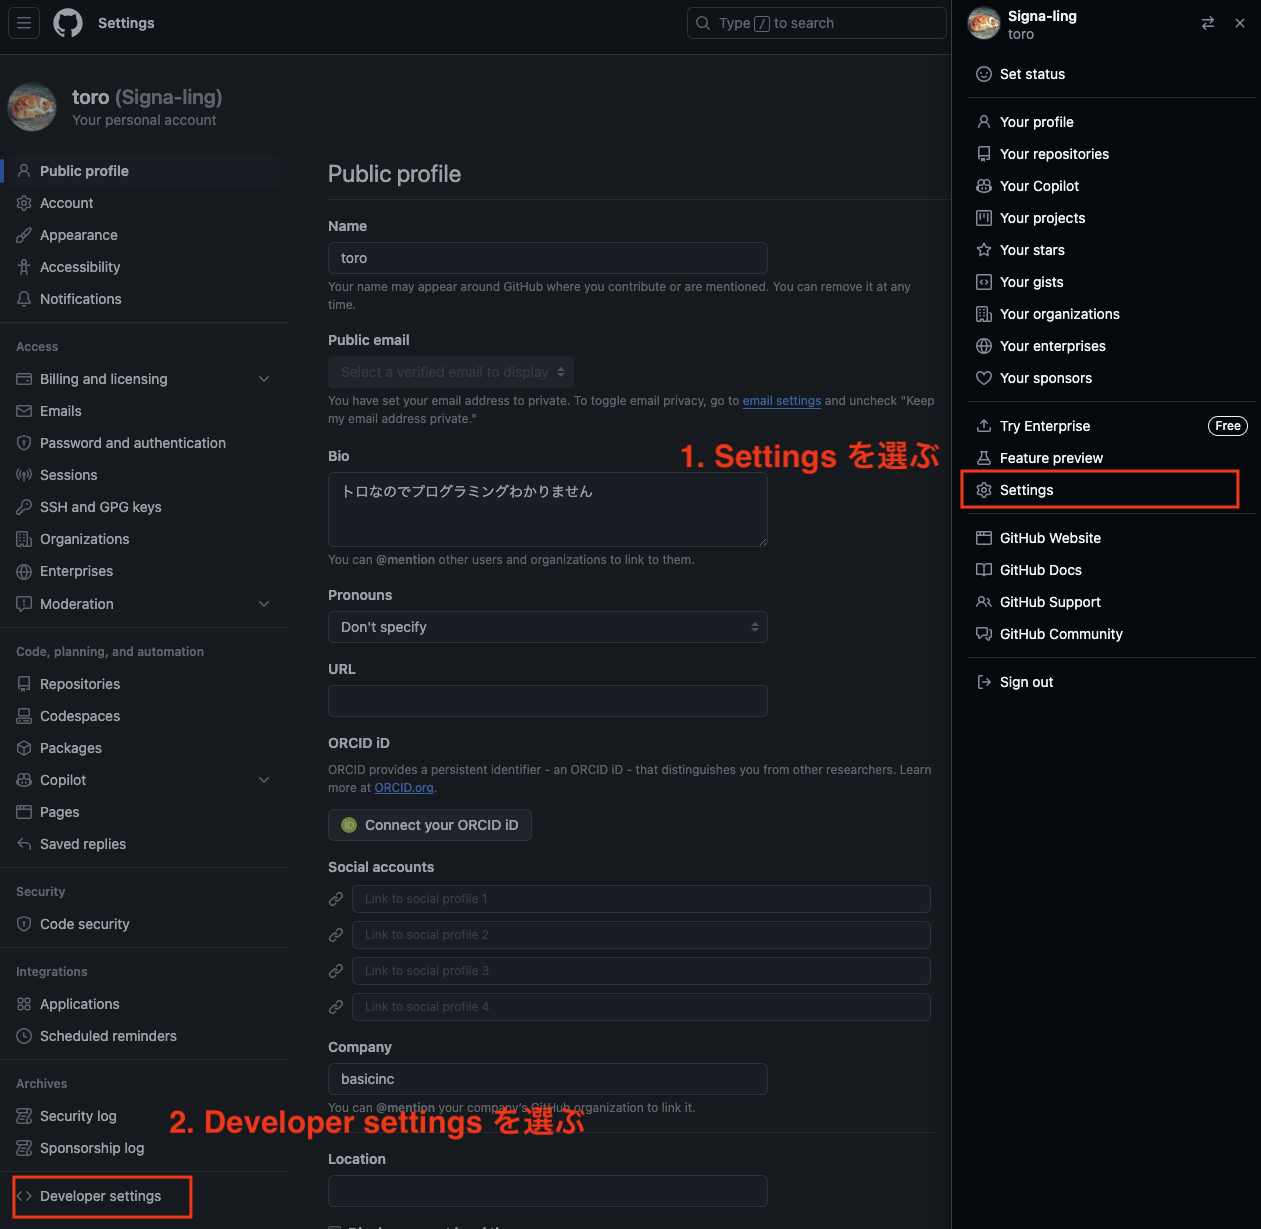 Settings
Type / to search
toro (Signa-ling)
Your personal account
Public profile
Account
Appearance
Accessibility
Notifications
Access
Billing and licensing
Emails
Password and authentication
Sessions
SSH and GPG keys
Organizations
Enterprises
Moderation
Code, planning, and automation
Repositories
Codespaces
Packages
Copilot
Pages
Saved replies
Security
Code security
Integrations
Applications
Scheduled reminders
Archives
Security log
Sponsorship log
Developer settings
2. Developer settings を選ぶ
Public profile
Name
toro
Your name may appear around GitHub where you contribute or are mentioned. You can remove it at any
time.
Public email
Select a verified email to display
You have set your email address to private. To toggle email privacy, go to email settings and uncheck "Keep
my email address private."
Bio
トロなのでプログラミングわかりません
You can @mention other users and organizations to link to them.
Pronouns
Don't specify
URL
ORCID iD
ORCID provides a persistent identifier - an ORCID iD - that distinguishes you from other researchers. Learn
more at ORCID.org.
iD Connect your ORCID iD
Social accounts
Link to social profile 1
Link to social profile 2
Link to social profile 3
Link to social profile 4
Company
basicinc
You can @mention your company's GitHub organization to link it.
Location
1. Settings を選ぶ
Signa-ling
toro
Set status
Your profile
Your repositories
Your Copilot
Your projects
Your stars
Your gists
Your organizations
Your enterprises
Your sponsors
Try Enterprise
Free
Feature preview
Settings
GitHub Website
GitHub Docs
GitHub Support
GitHub Community
Sign out